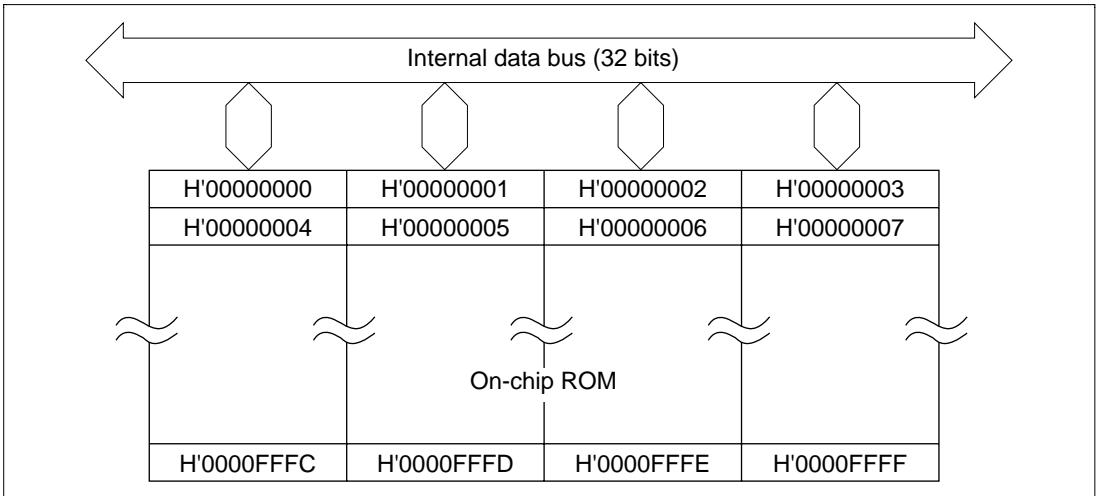 Internal data bus (32 bits)
H'00000000 H'00000001 H'00000002 H'00000003
H'00000004 H'00000005 H'00000006 H'00000007
On-chip ROM
H'0000FFFC H'0000FFFD H'0000FFFE H'0000FFFF